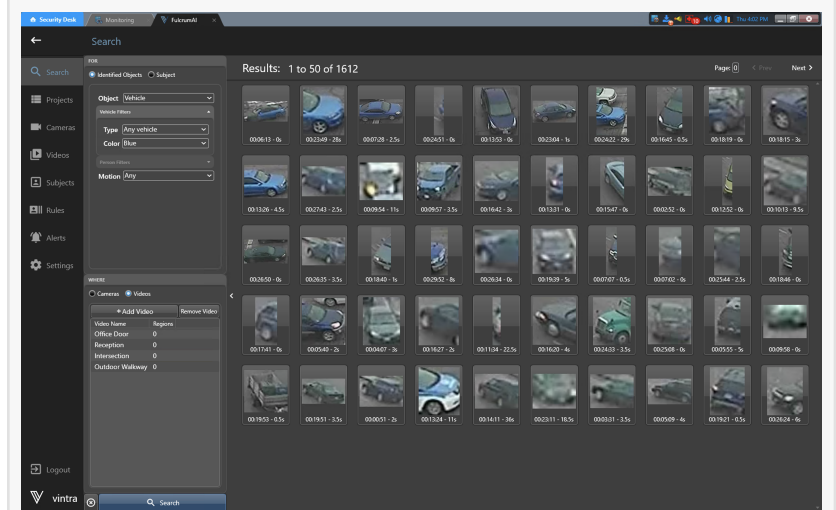 Security Desk
Monitoring
FulcrumAI
Thu 4:02 PM
Search
Search
Projects
Cameras
Videos
Subjects
Rules
Alerts
Settings
Logout
vintra
FOR
Identified Objects Subject
Object Vehicle
Vehicle Filters
Type Any vehicle
Color Blue
Person Filters
Motion Any
WHERE
Cameras Videos
+ Add Video Remove Video
Video Name Regions
Office Door 0
Reception 0
Intersection 0
Outdoor Walkway 0
Search
Results: 1 to 50 of 1612
Page: 0 < Prev Next >
00:06:13 - 0s 00:23:49 - 28s 00:07:28 - 2.5s 00:24:51 - 0s 00:13:53 - 0s 00:23:04 - 1s 00:24:22 - 29s 00:16:45 - 0.5s 00:18:19 - 0s 00:18:15 - 3s
00:13:26 - 4.5s 00:27:43 - 2.5s 00:09:54 - 11s 00:09:57 - 3.5s 00:16:42 - 3s 00:13:31 - 0s 00:15:47 - 0s 00:02:52 - 0s 00:12:52 - 0s 00:10:13 - 9.5s
00:26:50 - 0s 00:26:35 - 3.5s 00:18:40 - 1s 00:29:52 - 8s 00:26:34 - 0s 00:19:39 - 5s 00:07:07 - 0.5s 00:07:02 - 0s 00:25:44 - 2.5s 00:18:46 - 0s
00:17:41 - 0s 00:05:40 - 2s 00:04:07 - 3s 00:16:27 - 2s 00:11:34 - 22.5s 00:16:20 - 4s 00:24:33 - 3.5s 00:25:08 - 0s 00:05:55 - 5s 00:09:58 - 0s
00:19:53 - 0.5s 00:19:51 - 3.5s 00:00:51 - 2s 00:13:24 - 11s 00:14:11 - 36s 00:23:11 - 18.5s 00:03:31 - 3.5s 00:05:09 - 4s 00:19:21 - 0.5s 00:26:24 - 6s